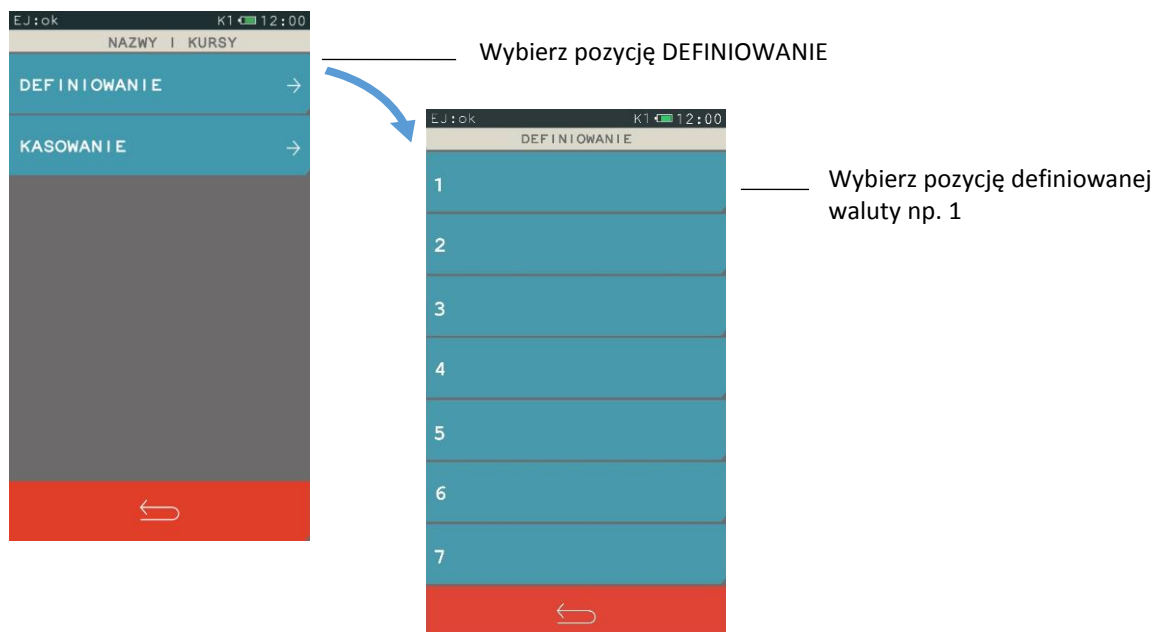 EJ:ok K1 12:00
NAZWY I KURSY
DEFINIOWANIE
KASOWANIE
Wybierz pozycję DEFINIOWANIE
EJ:ok K1 12:00
DEFINIOWANIE
1
2
3
4
5
6
7
Wybierz pozycję definiowanej
waluty np. 1